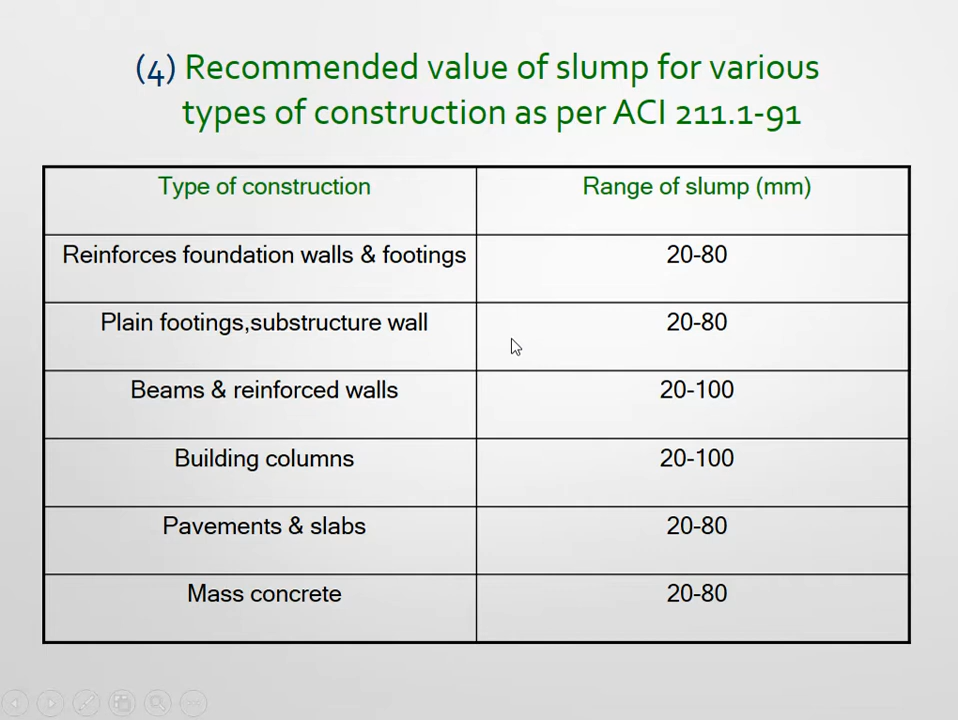 (4) Recommended value of slump for various
types of construction as per ACI 211.1-91
Type of construction
Range of slump (mm)
Reinforces foundation walls & footings
20-80
Plain footings,substructure wall
20-80
Beams & reinforced walls
20-100
Building columns
20-100
Pavements & slabs
20-80
Mass concrete
20-80